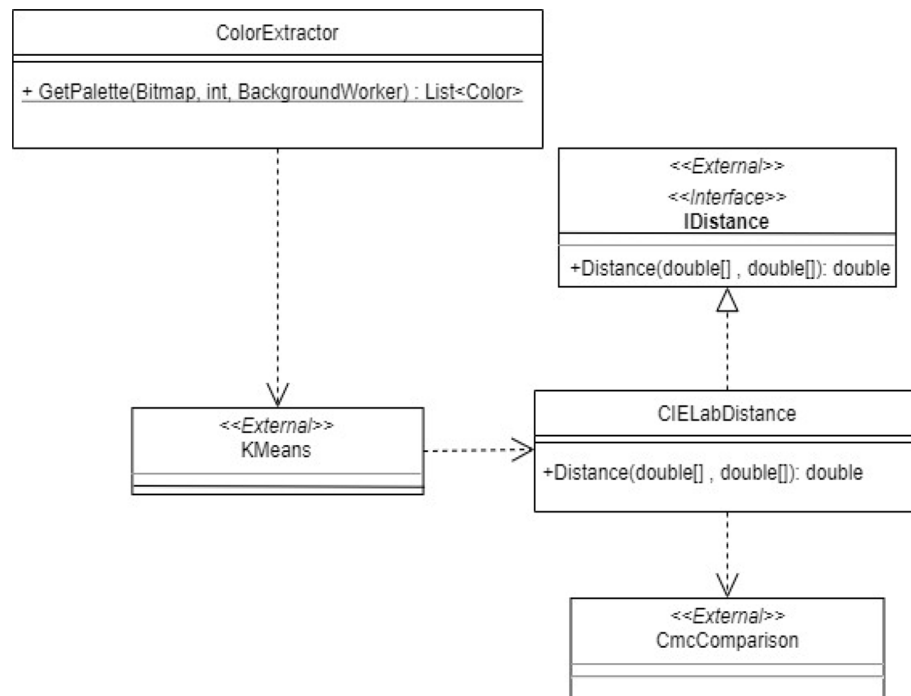 ColorExtractor
+ GetPalette(Bitmap, int, BackgroundWorker) : List<Color>
<<External>>
<<Interface>>
IDistance
+Distance(double[] , double[]): double
<<External>>
KMeans
CIELabDistance
+Distance(double[] , double[]): double
<<External>>
CmcComparison